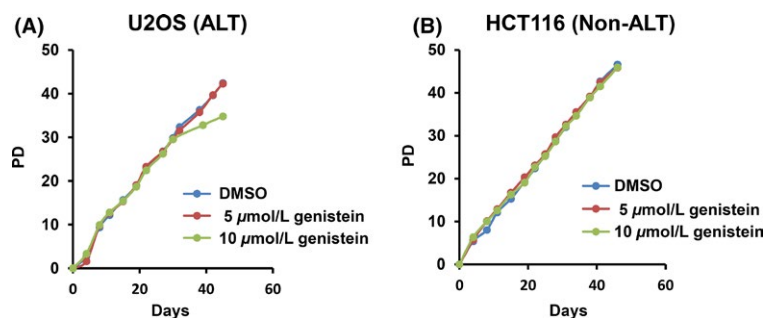 (A)
U2OS (ALT)
50
40
30
20
10
0
PD
0 20 40 60
Days
DMSO
5 µmol/L genistein
10 µmol/L genistein
(B)
HCT116 (Non-ALT)
50
40
30
20
10
0
PD
0 20 40 60
Days
DMSO
5 µmol/L genistein
10 µmol/L genistein